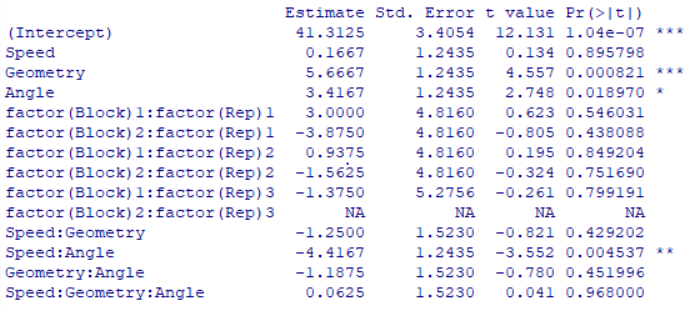 Estimate Std. Error t value Pr(>|t|)
(Intercept) 41.3125 3.4054 12.131 1.04e-07 ***
Speed 0.1667 1.2435 0.134 0.895798
Geometry 5.6667 1.2435 4.557 0.000821 ***
Angle 3.4167 1.2435 2.748 0.018970 *
factor(Block)1:factor(Rep)1 3.0000 4.8160 0.623 0.546031
factor(Block)2:factor(Rep)1 -3.8750 4.8160 -0.805 0.438088
factor(Block)1:factor(Rep)2 0.9375 4.8160 0.195 0.849204
factor(Block)2:factor(Rep)2 -1.5625 4.8160 -0.324 0.751690
factor(Block)1:factor(Rep)3 -1.3750 5.2756 -0.261 0.799191
factor(Block)2:factor(Rep)3 NA NA NA NA
Speed:Geometry -1.2500 1.5230 -0.821 0.429202
Speed:Angle -4.4167 1.2435 -3.552 0.004537 **
Geometry:Angle -1.1875 1.5230 -0.780 0.451996
Speed:Geometry:Angle 0.0625 1.5230 0.041 0.968000